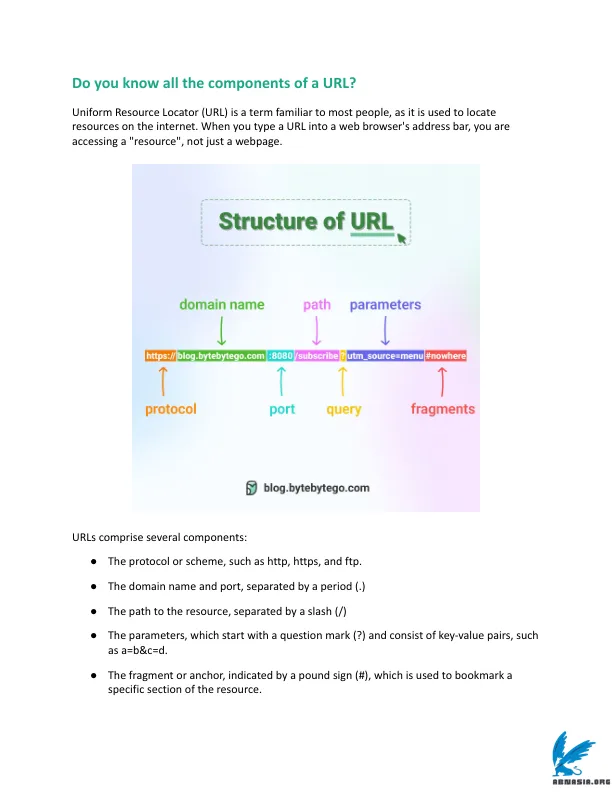 Do you know all the components of a URL?
Uniform Resource Locator (URL) is a term familiar to most people, as it is used to locate
resources on the internet. When you type a URL into a web browser's address bar, you are
accessing a "resource", not just a webpage.
Structure of URL
domain name path parameters
https:// blog.bytebytego.com :8080 /subscribe ? utm_source=menu #nowhere
protocol port query fragments
blog.bytebytego.com
URLs comprise several components:
● The protocol or scheme, such as http, https, and ftp.
● The domain name and port, separated by a period (.)
● The path to the resource, separated by a slash (/)
● The parameters, which start with a question mark (?) and consist of key-value pairs, such
as a=b&c=d.
● The fragment or anchor, indicated by a pound sign (#), which is used to bookmark a
specific section of the resource.
ABNASIA.ORG